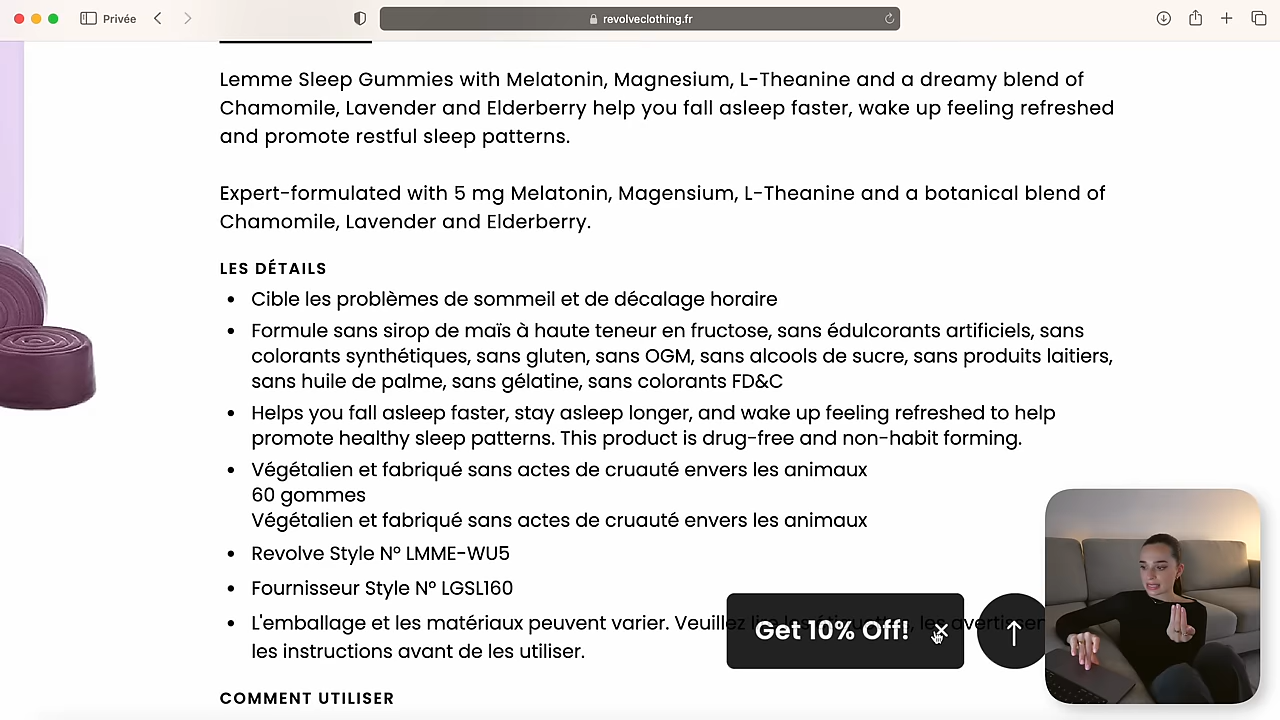 Privée
revolveclothing.fr
Lemme Sleep Gummies with Melatonin, Magnesium, L-Theanine and a dreamy blend of
Chamomile, Lavender and Elderberry help you fall asleep faster, wake up feeling refreshed
and promote restful sleep patterns.
Expert-formulated with 5 mg Melatonin, Magensium, L-Theanine and a botanical blend of
Chamomile, Lavender and Elderberry.
LES DÉTAILS
Cible les problèmes de sommeil et de décalage horaire
Formule sans sirop de maïs à haute teneur en fructose, sans édulcorants artificiels, sans
colorants synthétiques, sans gluten, sans OGM, sans alcools de sucre, sans produits laitiers,
sans huile de palme, sans gélatine, sans colorants FD&C
Helps you fall asleep faster, stay asleep longer, and wake up feeling refreshed to help
promote healthy sleep patterns. This product is drug-free and non-habit forming.
Végétalien et fabriqué sans actes de cruauté envers les animaux
60 gommes
Végétalien et fabriqué sans actes de cruauté envers les animaux
Revolve Style N° LMME-WU5
Fournisseur Style N° LGSL160
L'emballage et les matériaux peuvent varier.
les instructions avant de les utiliser.
Get 10% Off!
COMMENT UTILISER